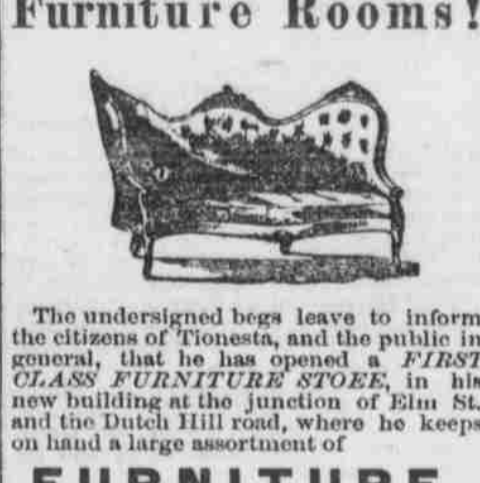 Furniture Rooms!
The undersigned begs leave to inform
the citizens of Tionesta, and the public in
general, that he has opened a FIRST
CLASS FURNITURE STOEE, in his
new building at the junction of Elm St.
and the Dutch Hill road, where he keeps
on hand a large assortment of
FURNITURE